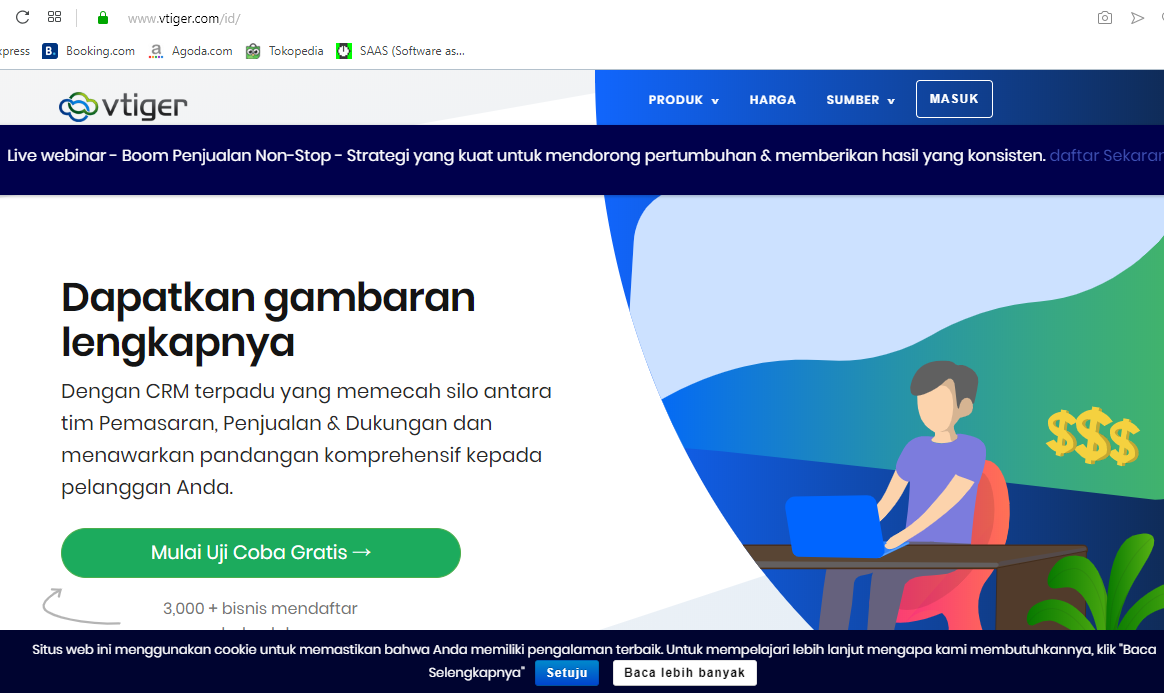 www.vtiger.com/id/
xpress Booking.com Agoda.com Tokopedia SAAS (Software as...
vtiger PRODUK HARGA SUMBER MASUK
Live webinar - Boom Penjualan Non-Stop - Strategi yang kuat untuk mendorong pertumbuhan & memberikan hasil yang konsisten. daftar Sekaran
Dapatkan gambaran
lengkapnya
Dengan CRM terpadu yang memecah silo antara
tim Pemasaran, Penjualan & Dukungan dan
menawarkan pandangan komprehensif kepada
pelanggan Anda.
$$$
Mulai Uji Coba Gratis →
3,000 + bisnis mendaftar
Situs web ini menggunakan cookie untuk memastikan bahwa Anda memiliki pengalaman terbaik. Untuk mempelajari lebih lanjut mengapa kami membutuhkannya, klik "Baca
Selengkapnya" Setuju Baca lebih banyak